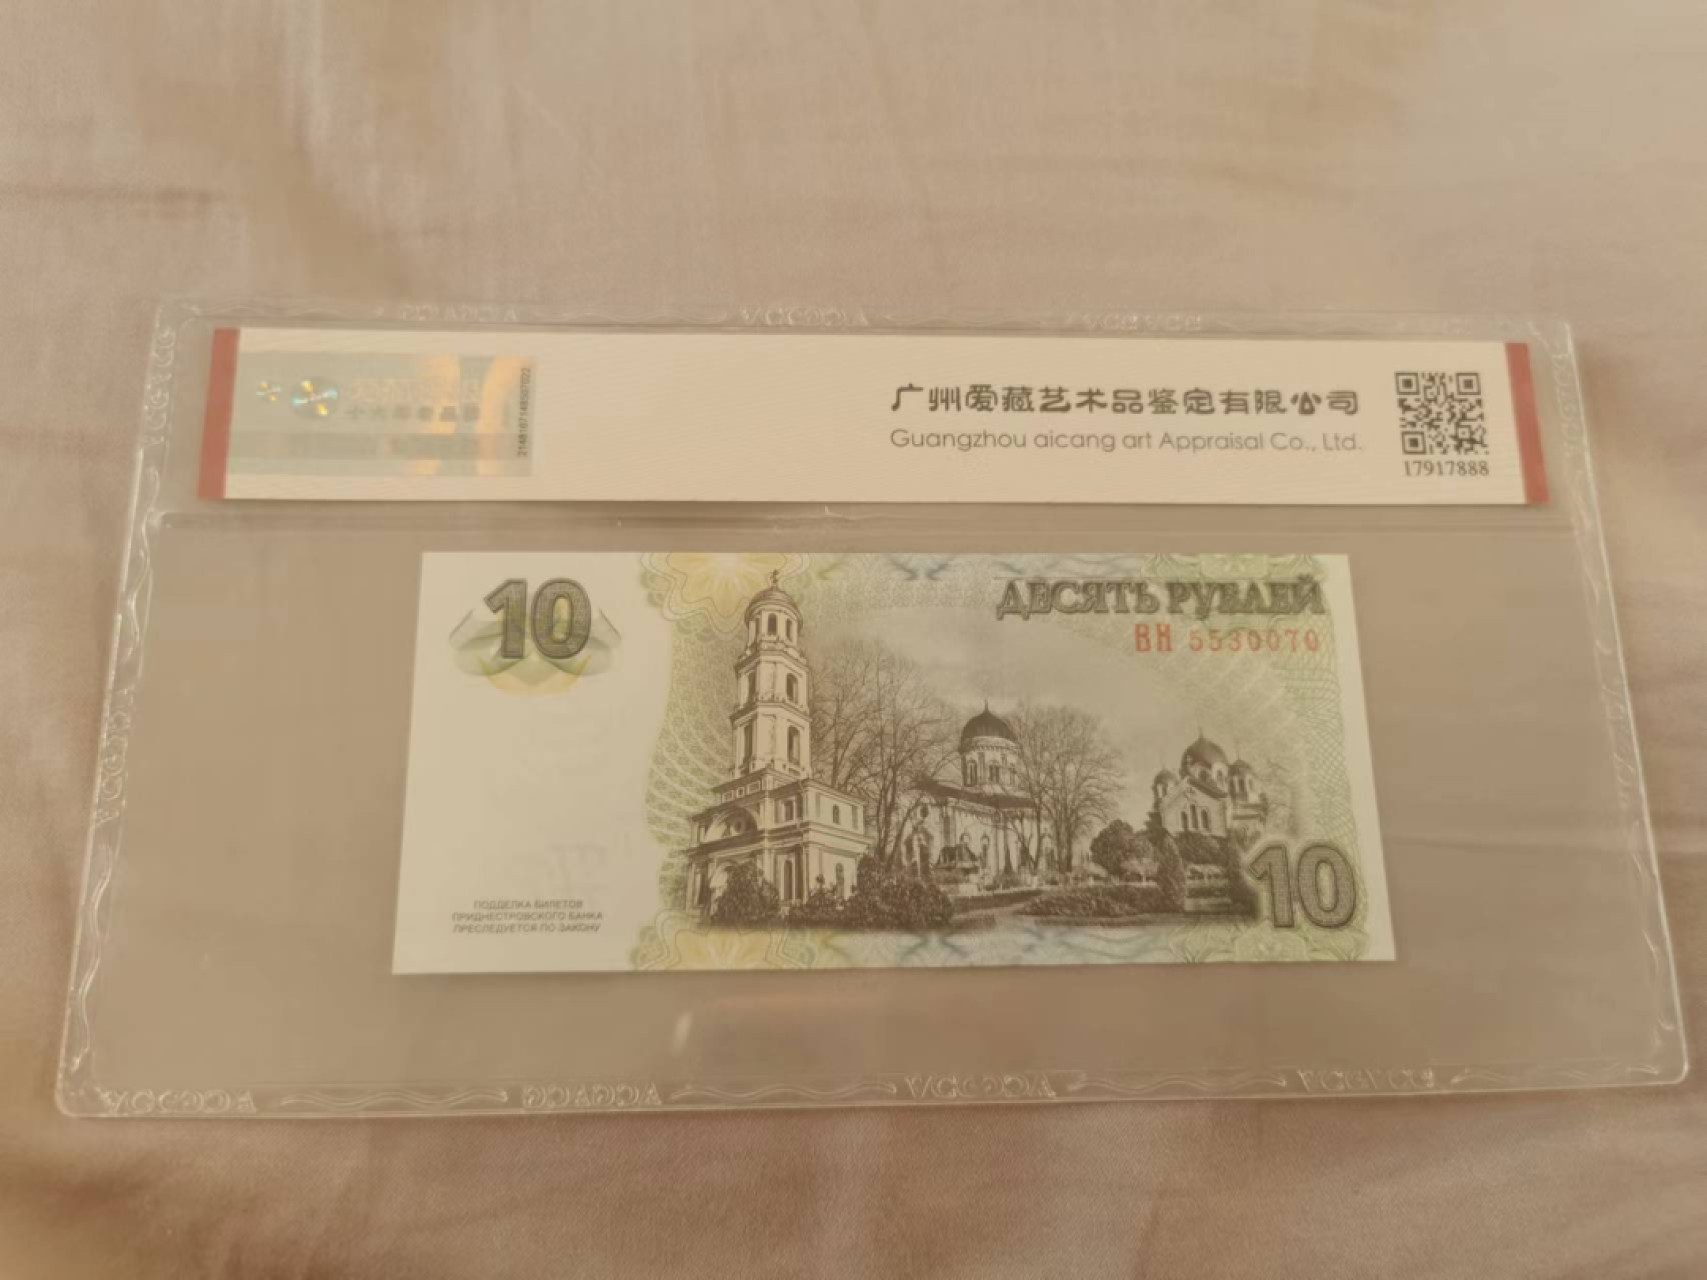 广州爱藏艺术品鉴定有限公司
Guangzhou aicang art Appraisal Co., Ltd.
17917888
10
ДЕСЯТЬ РУБЛЕЙ
ВИ 5530070
10
ПОДДЕЛКА БИЛЕТОВ
ПРИДНЕСТРОВСКОГО БАНКА
ПРЕСЛЕДУЕТСЯ ПО ЗАКОНУ